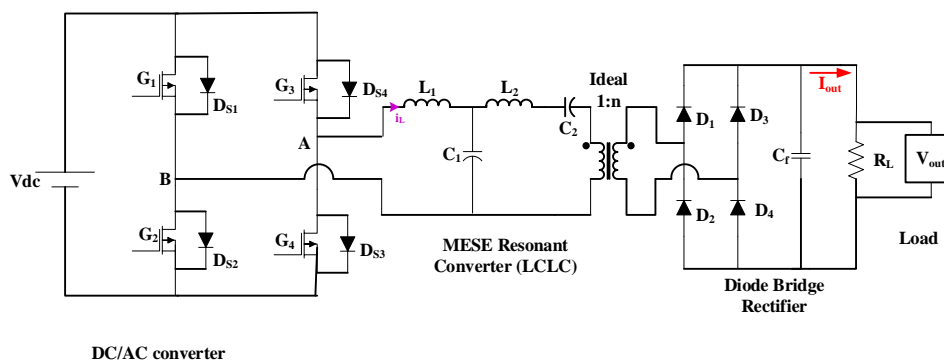 G1
DS1
G3
DS4
A
iL
L1
L2
C1
C2
Ideal
1:n
D1
D3
Cf
Iout
RL
Vout
Vdc
B
G2
DS2
G4
DS3
D2
D4
MESE Resonant
Converter (LCLC)
Load
Diode Bridge
Rectifier
DC/AC converter